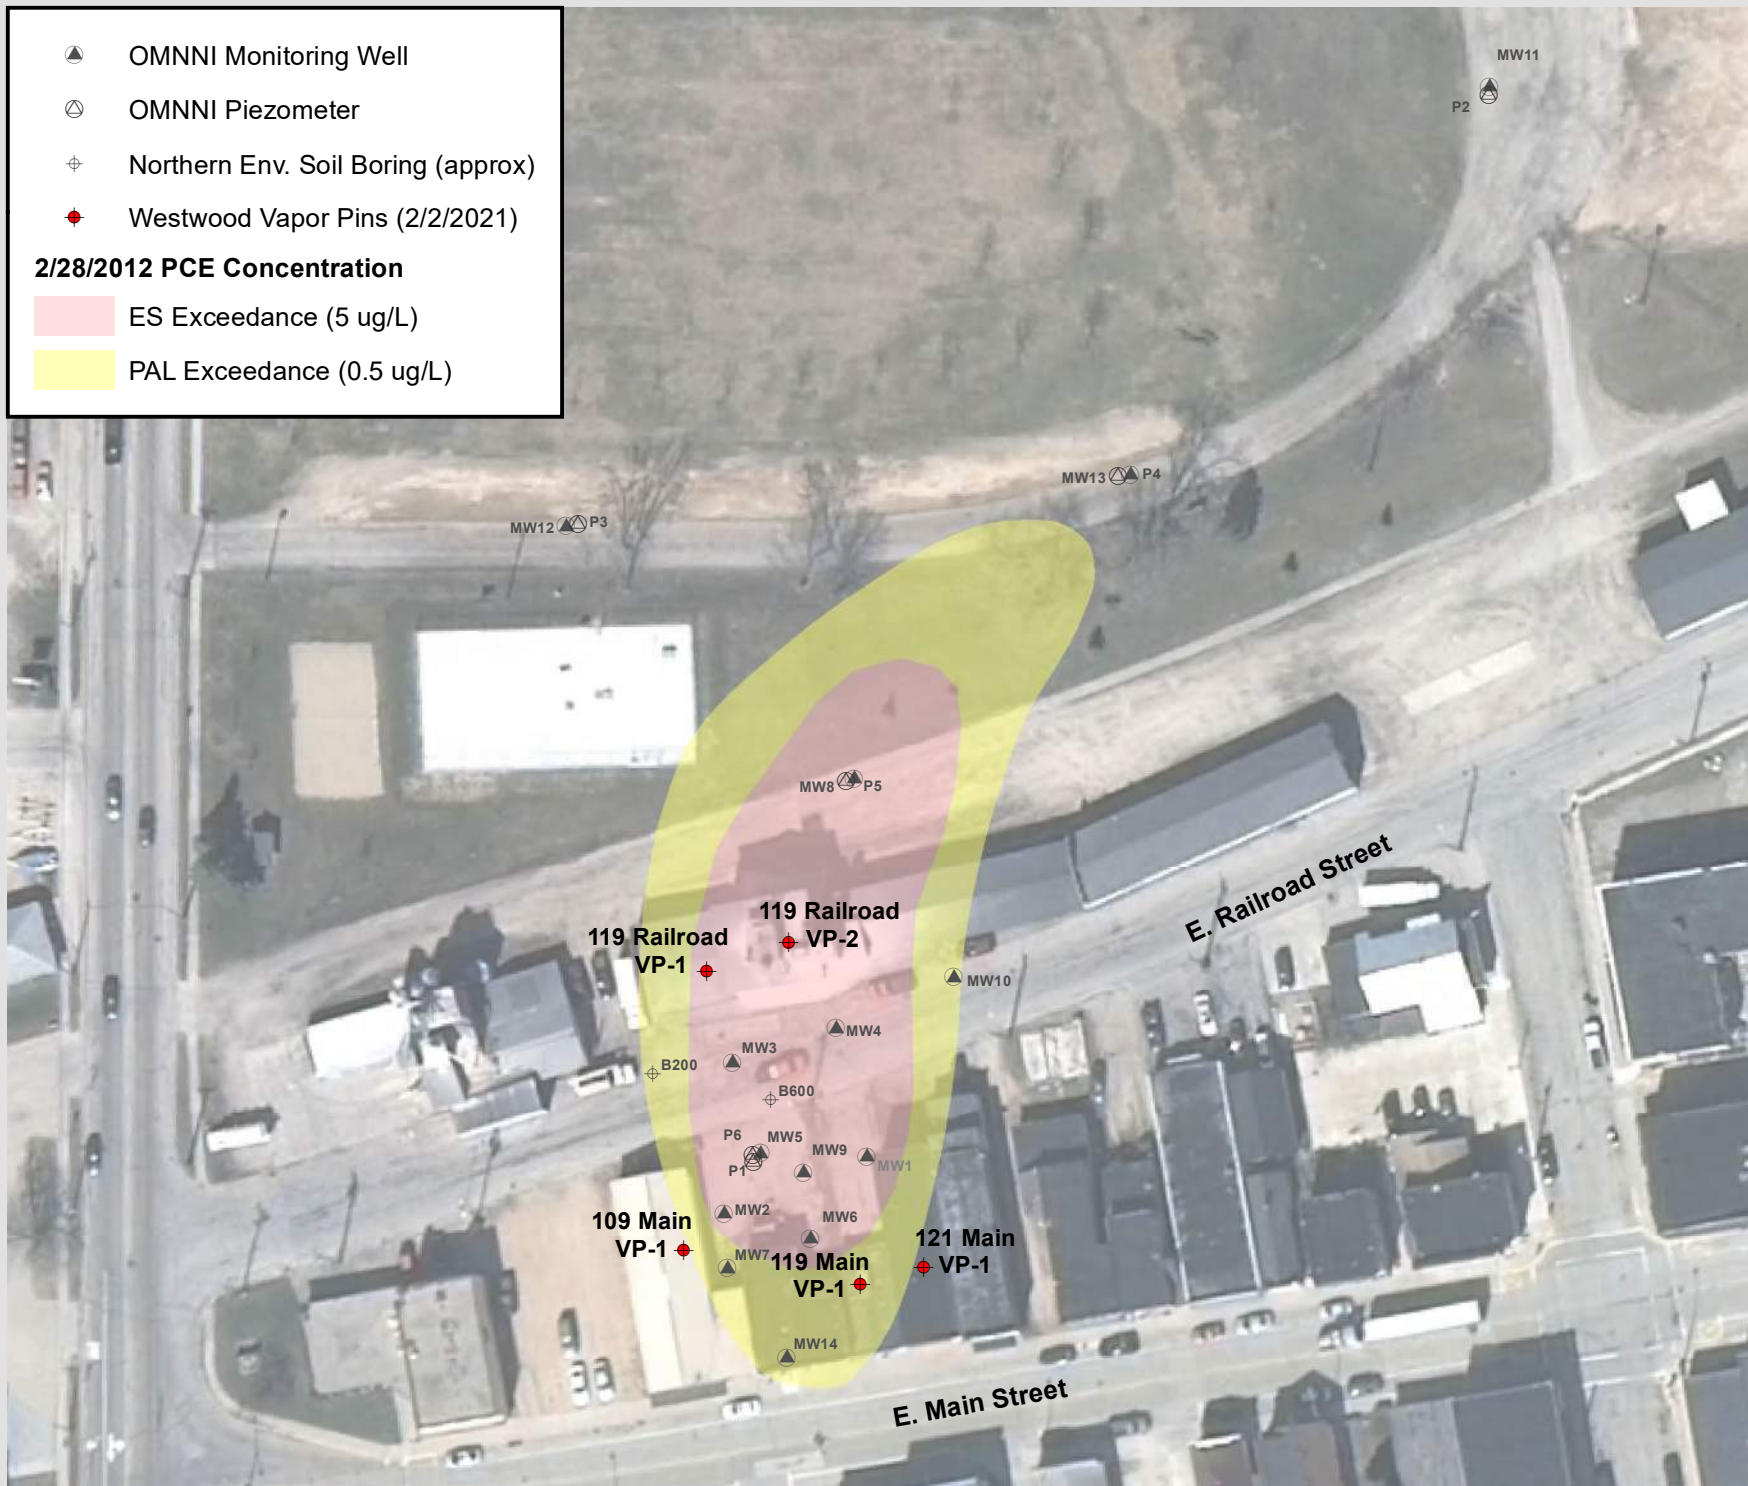 OMNNI Monitoring Well
OMNNI Piezometer
Northern Env. Soil Boring (approx)
Westwood Vapor Pins (2/2/2021)
2/28/2012 PCE Concentration
ES Exceedance (5 ug/L)
PAL Exceedance (0.5 ug/L)
MW11
P2
MW13
P4
MW12
P3
MW8
P5
119 Railroad
VP-2
119 Railroad
VP-1
E. Railroad Street
MW10
MW4
MW3
B200
B600
P6
MW5
MW9
MW1
P1
MW2
MW6
109 Main
VP-1
MW7
119 Main
VP-1
121 Main
VP-1
MW14
E. Main Street